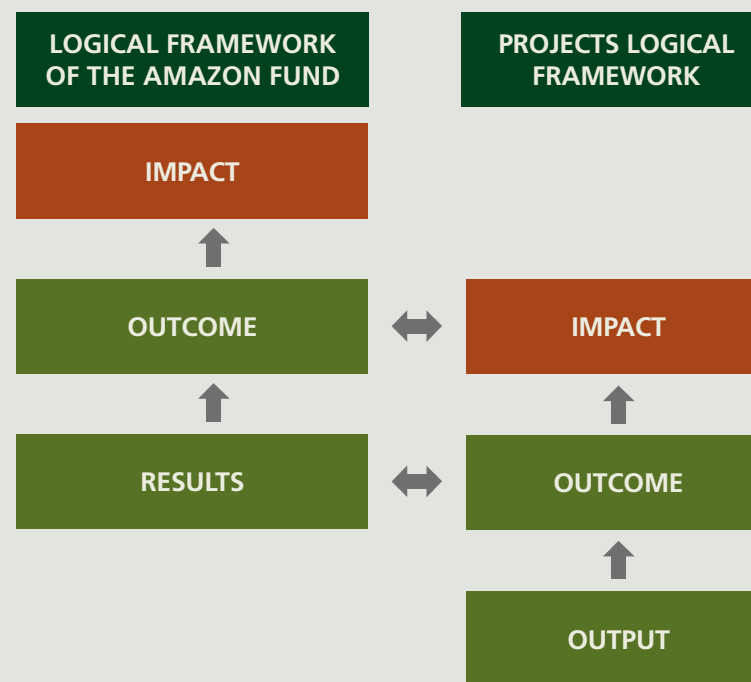 LOGICAL FRAMEWORK
OF THE AMAZON FUND
PROJECTS LOGICAL
FRAMEWORK
IMPACT
OUTCOME
IMPACT
RESULTS
OUTCOME
OUTPUT